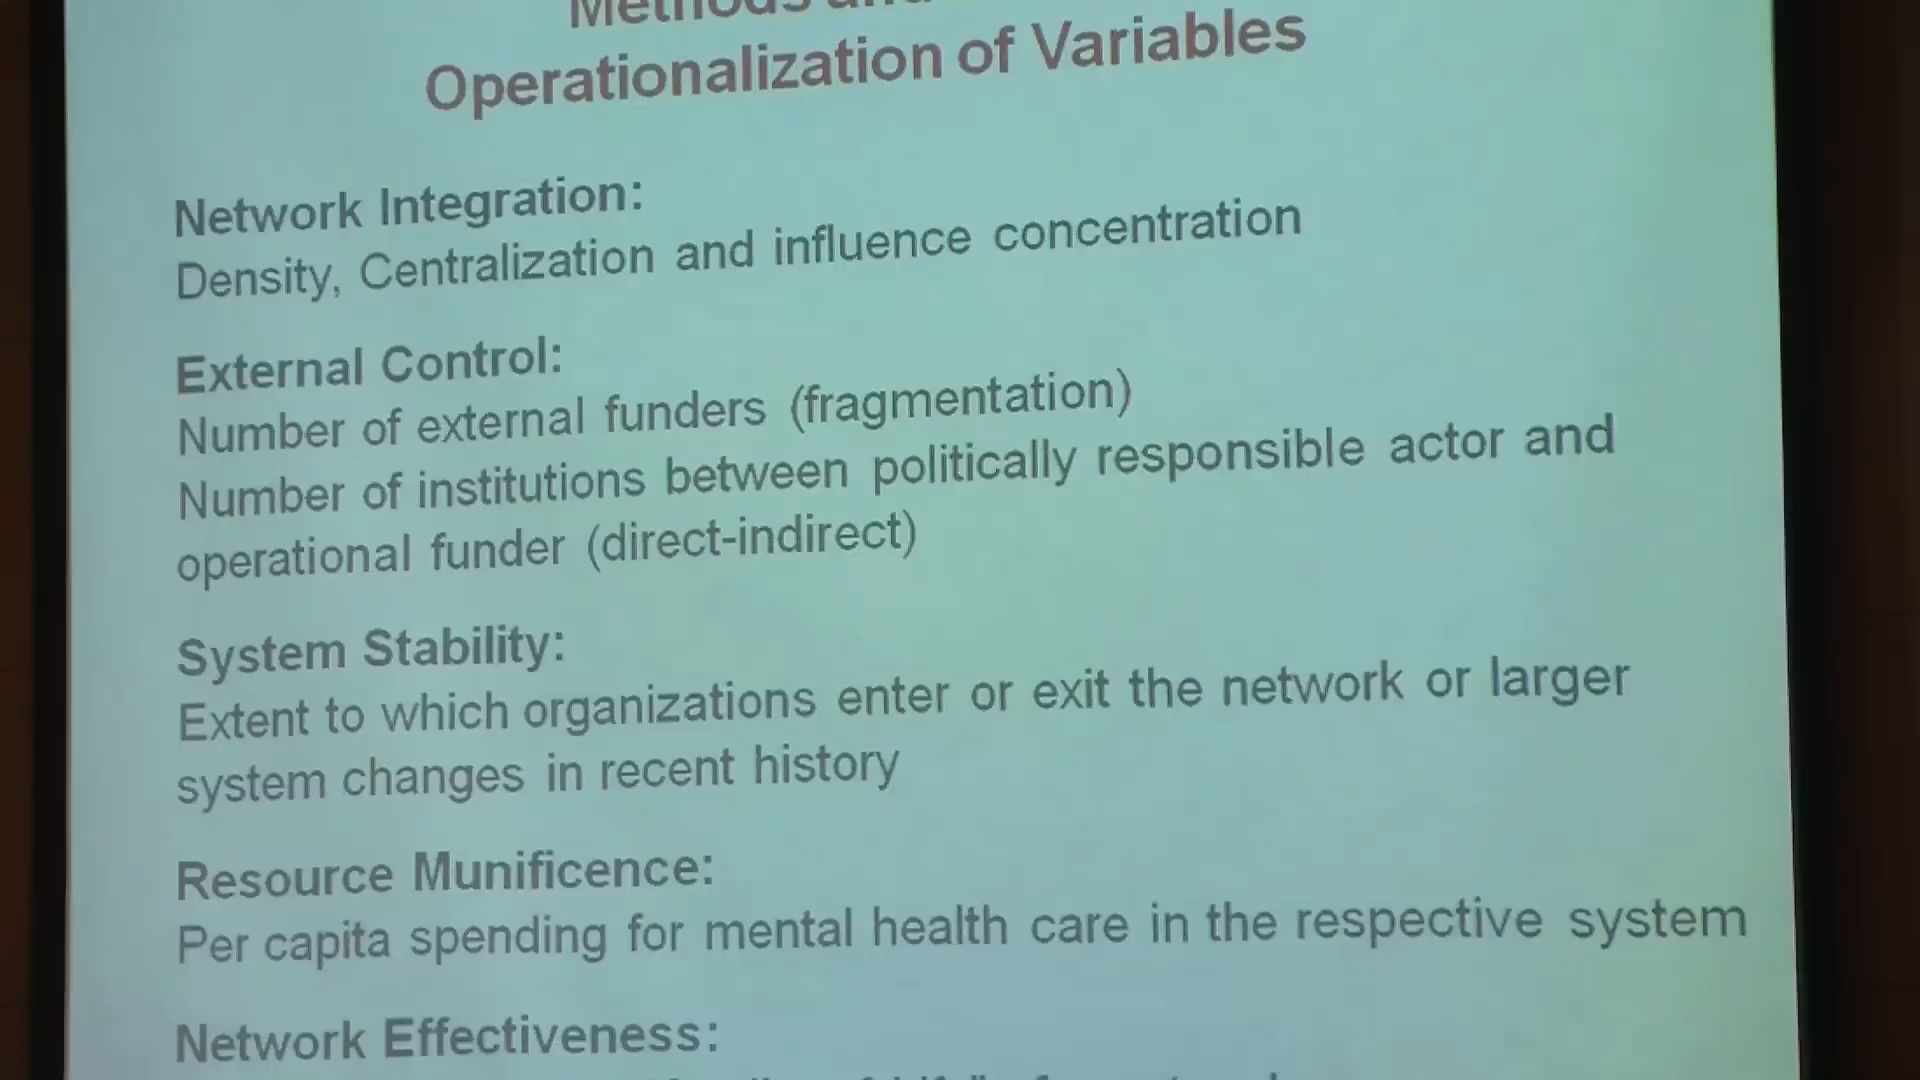 Methods and
Operationalization of Variables
Network Integration:
Density, Centralization and influence concentration
External Control:
Number of external funders (fragmentation)
Number of institutions between politically responsible actor and
operational funder (direct-indirect)
System Stability:
Extent to which organizations enter or exit the network or larger
system changes in recent history
Resource Munificence:
Per capita spending for mental health care in the respective system
Network Effectiveness: